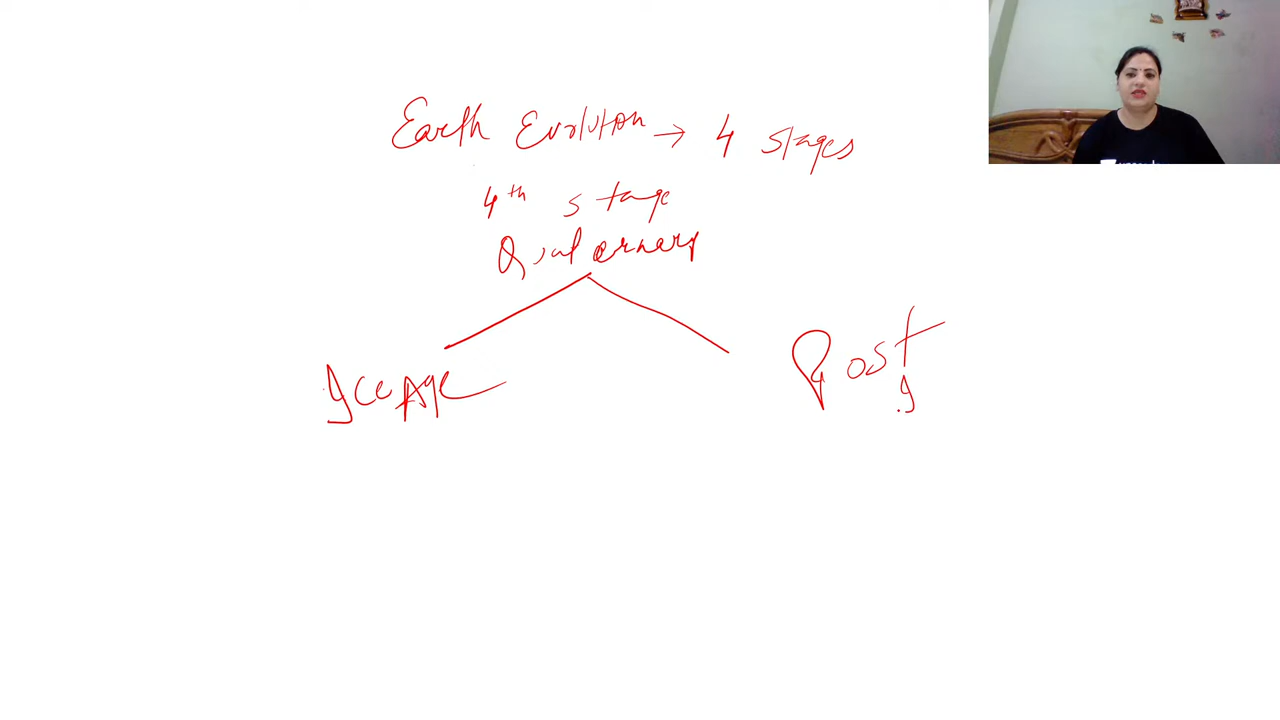 Earth Evolution → 4 stages
4th stage
Quaternary
Ice Age
Post
I